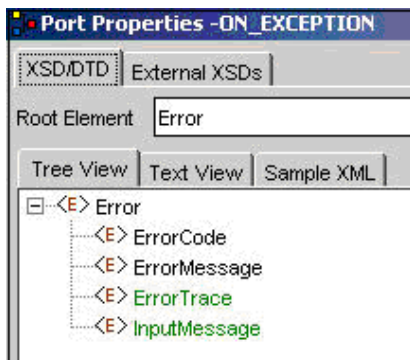 Port Properties -ON_EXCEPTION
XSD/DTD External XSDs
Root Element Error
Tree View Text View Sample XML
<E> Error
<E> ErrorCode
<E> ErrorMessage
<E> ErrorTrace
<E> InputMessage